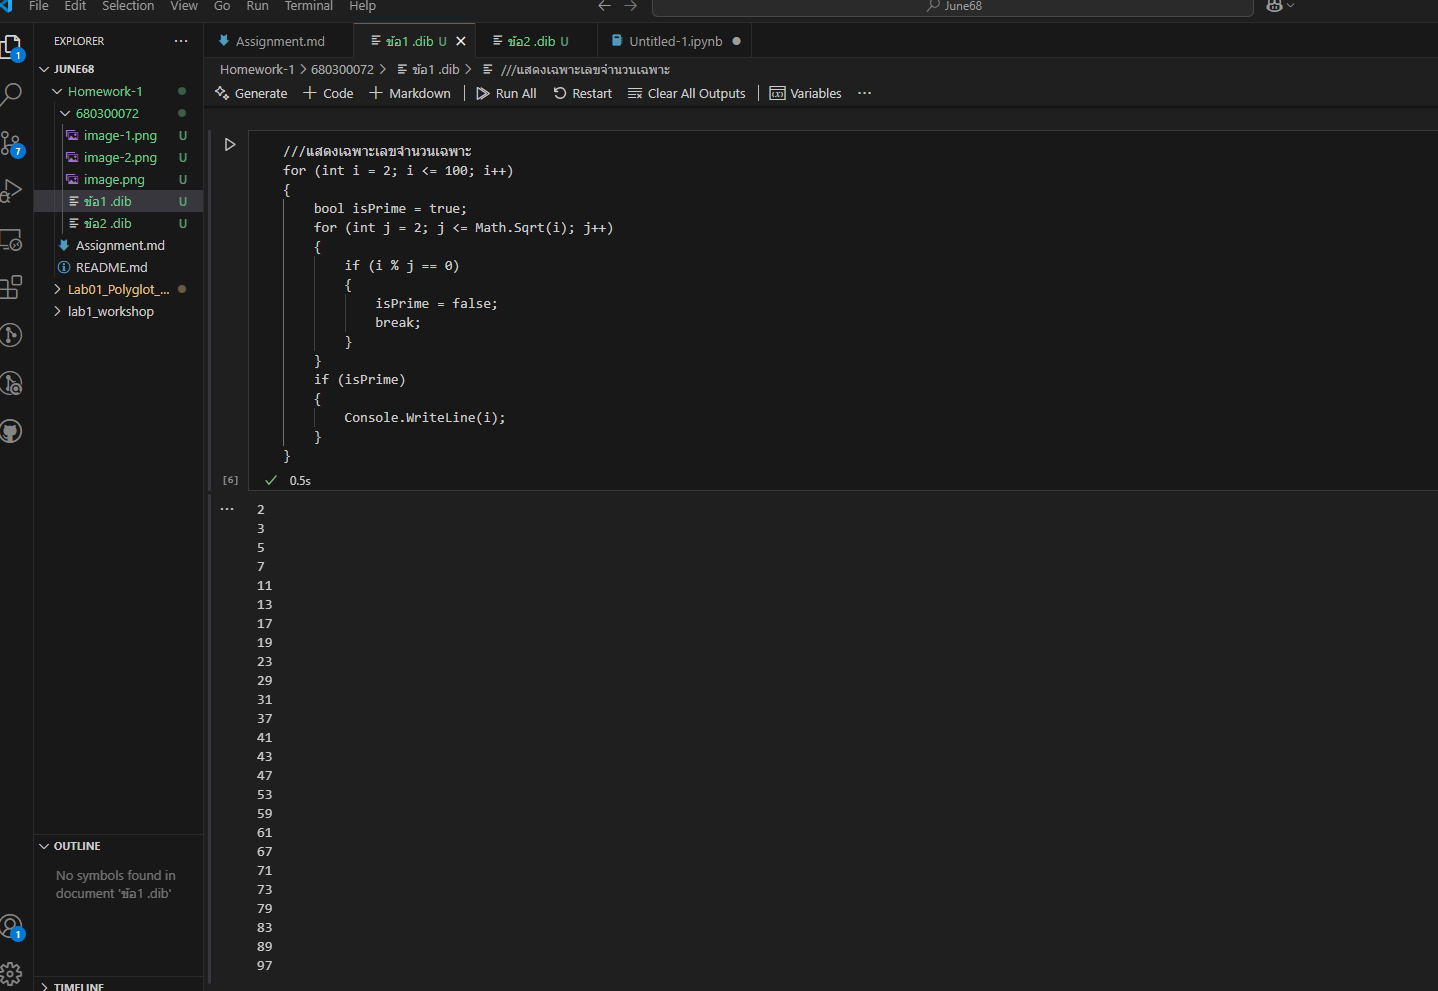 File Edit Selection View Go Run Terminal Help
June68
EXPLORER
Assignment.md
ข้อ1 .dib U
ข้อ2 .dib U
Untitled-1.ipynb
JUNE68
Homework-1 > 680300072 > ข้อ1 .dib > ///แสดงเฉพาะเลขจำนวนเฉพาะ
Generate + Code + Markdown Run All Restart Clear All Outputs Variables
Homework-1
680300072
image-1.png U
image-2.png U
image.png U
ข้อ1 .dib U
ข้อ2 .dib U
Assignment.md
README.md
Lab01_Polyglot_...
lab1_workshop
1
7
///แสดงเฉพาะเลขจำนวนเฉพาะ
for (int i = 2; i <= 100; i++)
{
bool isPrime = true;
for (int j = 2; j <= Math.Sqrt(i); j++)
{
if (i % j == 0)
{
isPrime = false;
break;
}
}
if (isPrime)
{
Console.WriteLine(i);
}
}
[6] 0.5s
2
3
5
7
11
13
17
19
23
29
31
37
41
43
47
53
59
61
67
71
73
79
83
89
97
OUTLINE
No symbols found in
document 'ข้อ1 .dib'
1
TIMELINE